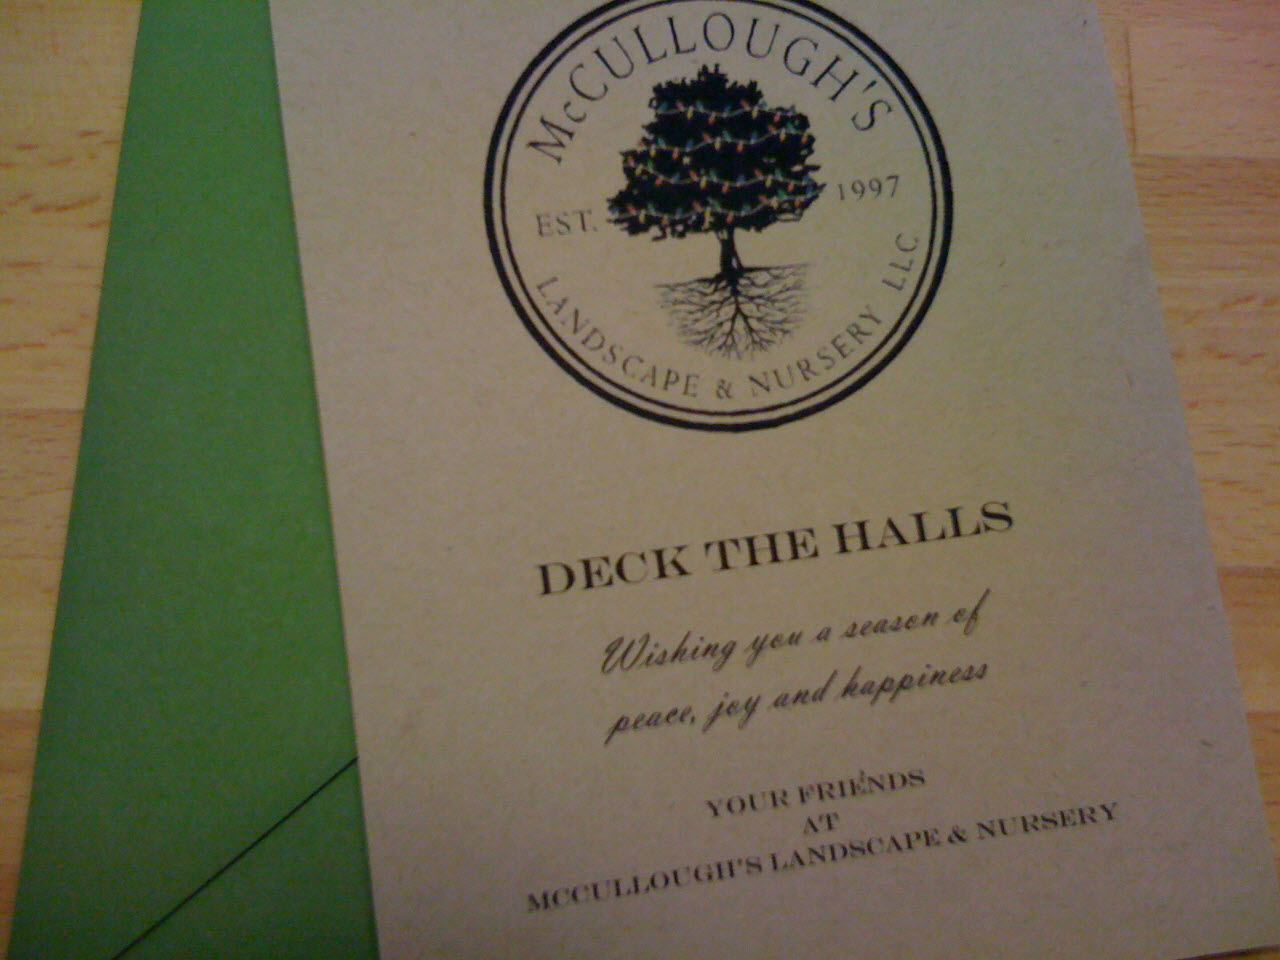 McCULLOUGH'S
EST. 1997
LANDSCAPE & NURSERY LLC
DECK THE HALLS
Wishing you a season of
peace, joy and happiness
YOUR FRIENDS
AT
MCCULLOUGH'S LANDSCAPE & NURSERY